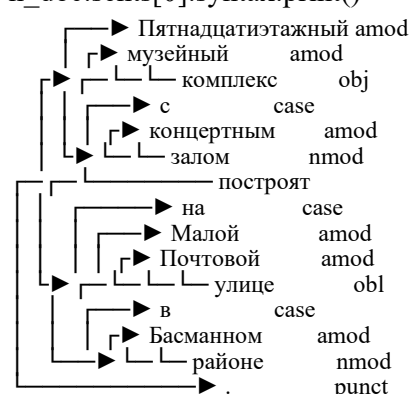 Пятнадцатиэтажный amod
музейный amod
комплекс obj
с case
концертным amod
залом nmod
построят
на case
Малой amod
Почтовой amod
улице obl
в case
Басманном amod
районе nmod
. punct